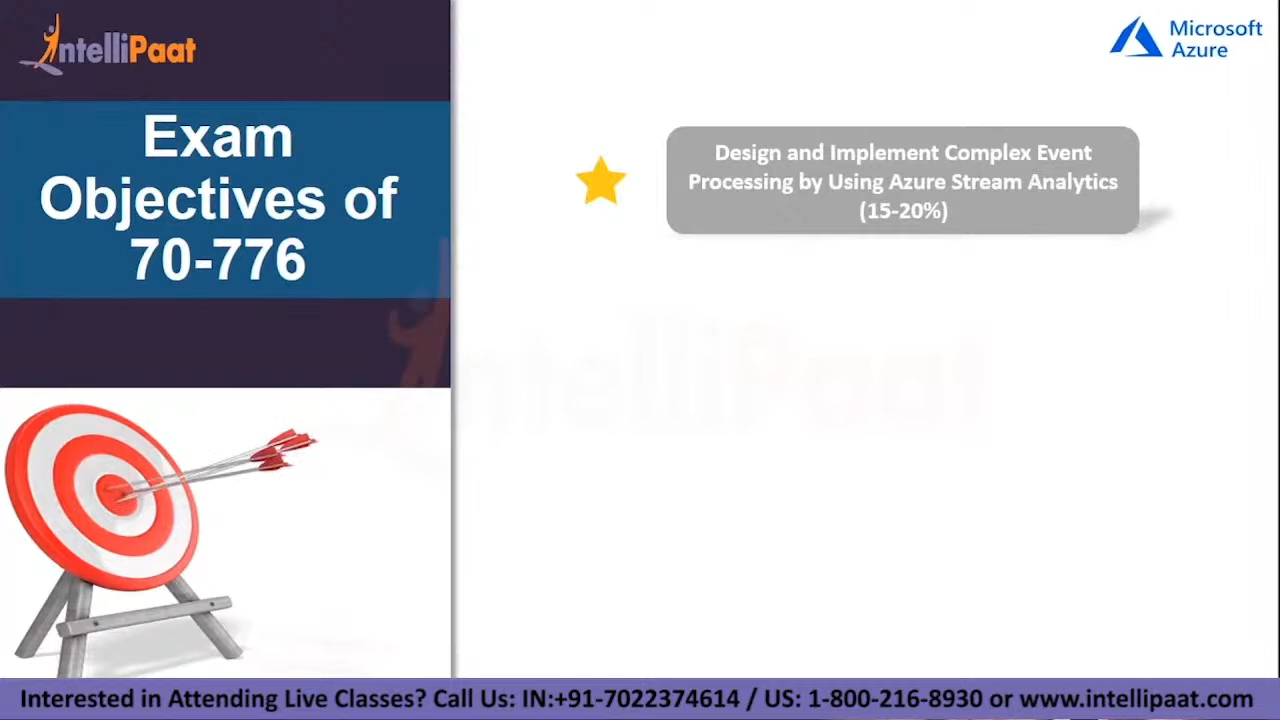 IntelliPaat
Microsoft
Azure
Exam
Objectives of
70-776
Design and Implement Complex Event
Processing by Using Azure Stream Analytics
(15-20%)
IntelliPaat
Interested in Attending Live Classes? Call Us: IN:+91-7022374614 / US: 1-800-216-8930 or www.intellipaat.com